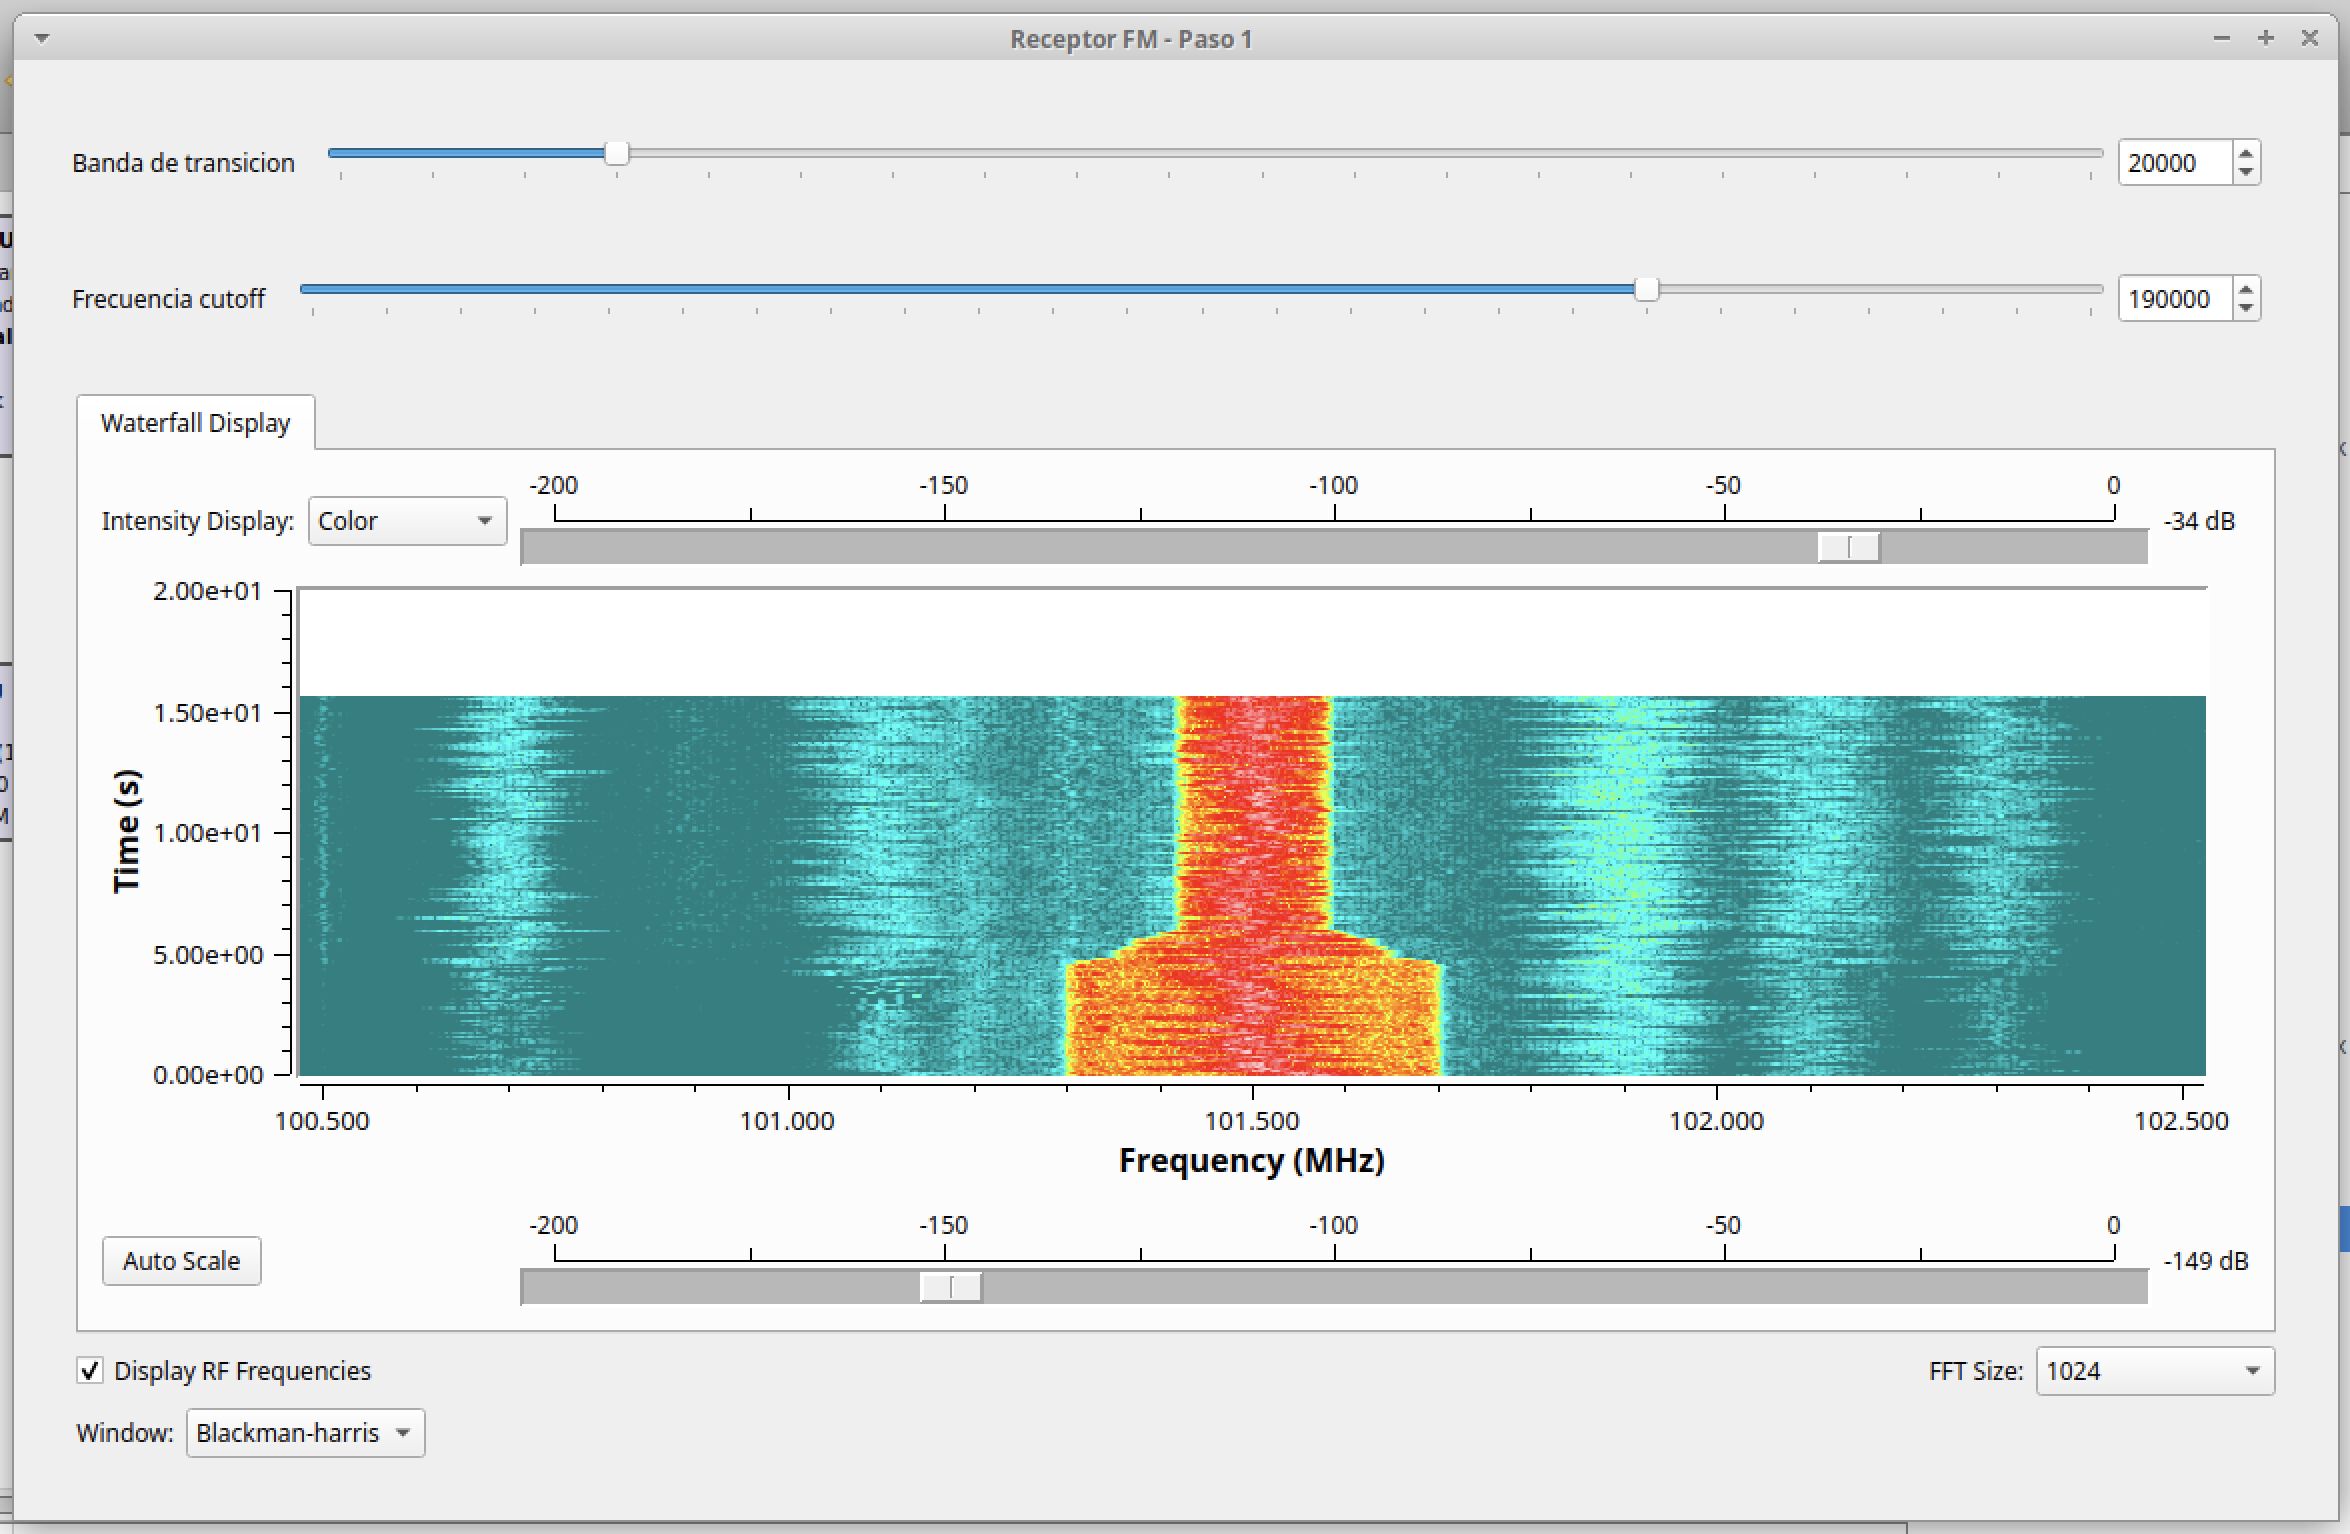 Receptor FM - Paso 1
Banda de transicion 20000
Frecuencia cutoff 190000
Waterfall Display
-200 -150 -100 -50 0
Intensity Display: Color -34 dB
2.00e+01
1.50e+01
1.00e+01
5.00e+00
0.00e+00
Time (s)
100.500 101.000 101.500 102.000 102.500
Frequency (MHz)
-200 -150 -100 -50 0
Auto Scale -149 dB
Display RF Frequencies FFT Size: 1024
Window: Blackman-harris